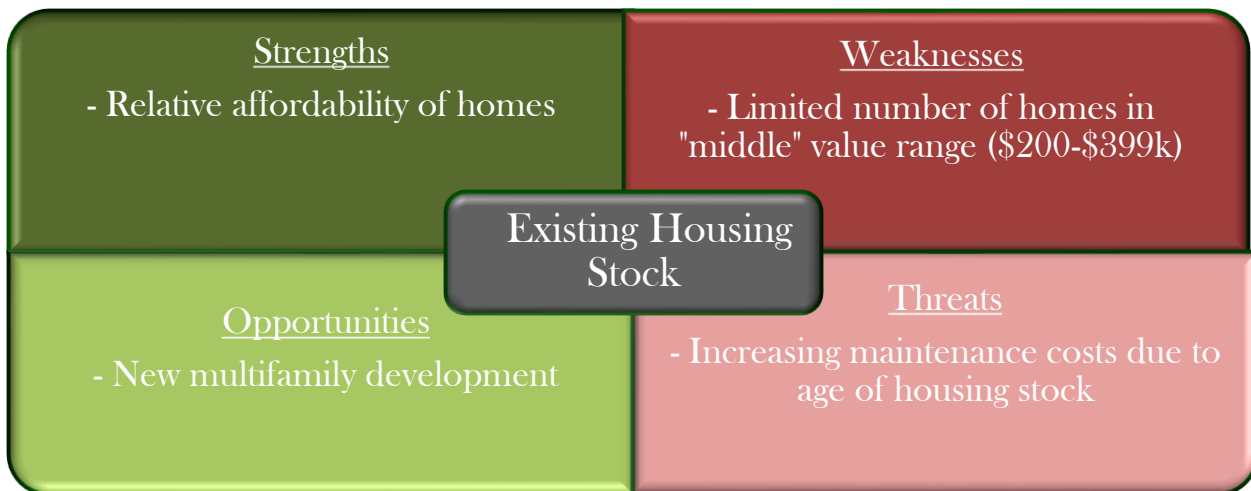 Strengths
- Relative affordability of homes
Weaknesses
- Limited number of homes in
"middle" value range ($200-$399k)
Existing Housing
Stock
Opportunities
- New multifamily development
Threats
- Increasing maintenance costs due to
age of housing stock